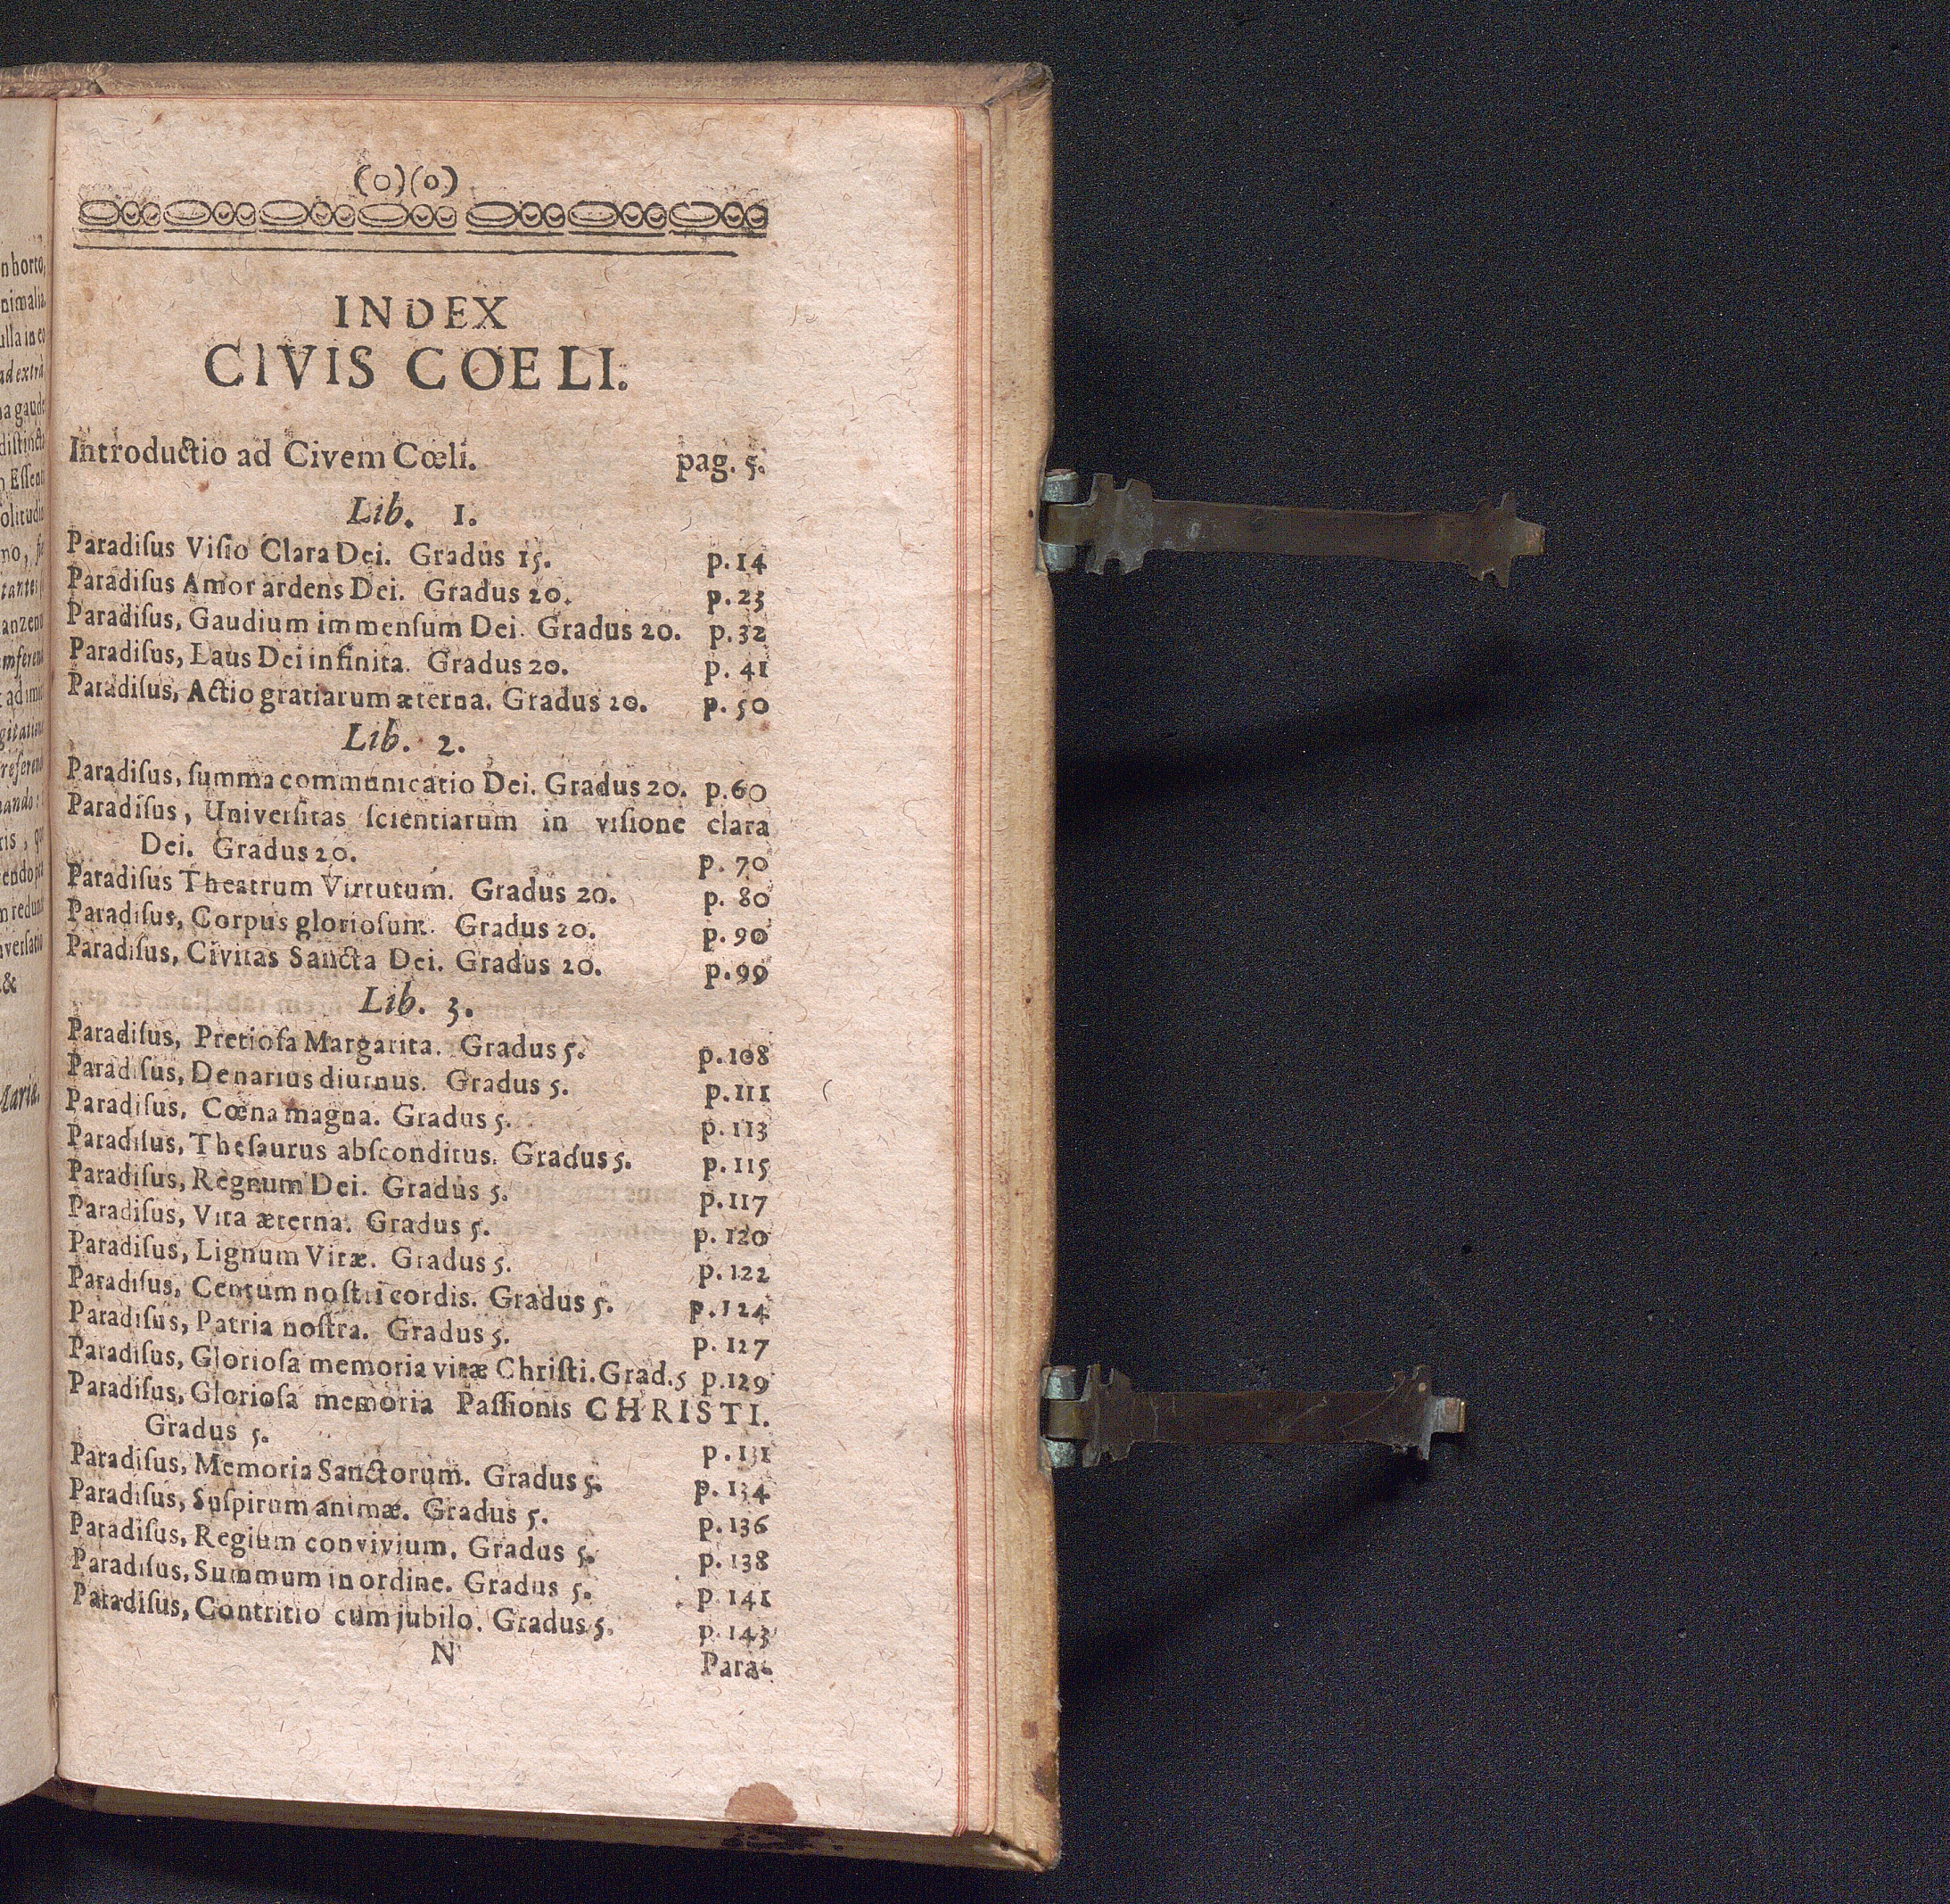 (o)(o)
INDEX
CIVIS COELI.
Introductio ad Civem Cœli. pag. 5.
Lib. 1.
Paradiſus Viſio Clara Dei. Gradus 15. p. 14
Paradiſus Amor ardens Dei. Gradus 20. p. 23
Paradiſus, Gaudium immenſum Dei. Gradus 20. p. 32
Paradiſus, Laus Dei infinita. Gradus 20. p. 41
Paradiſus, Actio gratiarum æterna. Gradus 20. p. 50
Lib. 2.
Paradiſus, ſumma communicatio Dei. Gradus 20. p. 60
Paradiſus, Univerſitas ſcientiarum in viſione clara
Dei. Gradus 20. p. 70
Paradiſus Theatrum Virtutum. Gradus 20. p. 80
Paradiſus, Corpus glorioſum. Gradus 20. p. 90
Paradiſus, Civitas Sancta Dei. Gradus 20. p. 99
Lib. 3.
Paradiſus, Pretioſa Margarita. Gradus 5. p. 108
Paradiſus, Denarius diurnus. Gradus 5. p. 111
Paradiſus, Cœna magna. Gradus 5. p. 113
Paradiſus, Theſaurus abſconditus. Gradus 5. p. 115
Paradiſus, Regnum Dei. Gradus 5. p. 117
Paradiſus, Vita æterna. Gradus 5. p. 120
Paradiſus, Lignum Vitæ. Gradus 5. p. 122
Paradiſus, Centum noſtri cordis. Gradus 5. p. 124
Paradiſus, Patria noſtra. Gradus 5. p. 127
Paradiſus, Glorioſa memoria vitæ Chriſti. Grad. 5 p. 129
Paradiſus, Glorioſa memoria Paſſionis CHRISTI.
Gradus 5. p. 131
Paradiſus, Memoria Sanctorum. Gradus 5. p. 134
Paradiſus, Suſpirum animæ. Gradus 5. p. 136
Paradiſus, Regium convivium. Gradus 5. p. 138
Paradiſus, Summum in ordine. Gradus 5. p. 141
Paradiſus, Contritio cum jubilo. Gradus 5. p. 143
N Para-